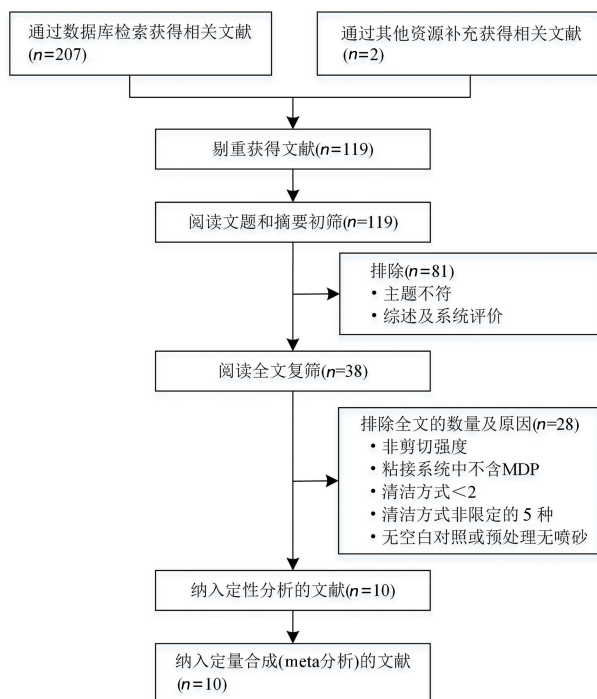 通过数据库检索获得相关文献
(n=207)
通过其他资源补充获得相关文献
(n=2)
剔重获得文献(n=119)
阅读文题和摘要初筛(n=119)
排除(n=81)
・主题不符
・综述及系统评价
阅读全文复筛(n=38)
排除全文的数量及原因(n=28)
・非剪切强度
・粘接系统中不含MDP
・清洁方式＜2
・清洁方式非限定的 5 种
・无空白对照或预处理无喷砂
纳入定性分析的文献(n=10)
纳入定量合成(meta分析)的文献
(n=10)